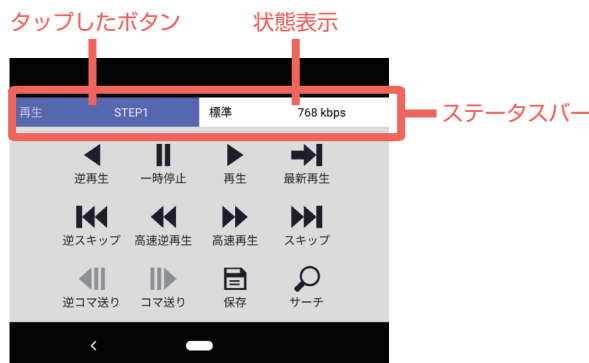 タップしたボタン 状態表示
再生 STEP1 標準 768 kbps
ステータスバー
逆再生 一時停止 再生 最新再生
逆スキップ 高速逆再生 高速再生 スキップ
逆コマ送り コマ送り 保存 サーチ